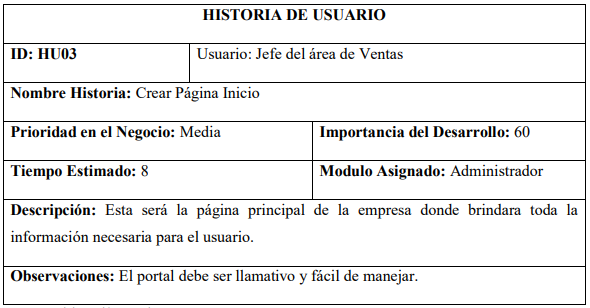 HISTORIA DE USUARIO
ID: HU03 Usuario: Jefe del área de Ventas
Nombre Historia: Crear Página Inicio
Prioridad en el Negocio: Media Importancia del Desarrollo: 60
Tiempo Estimado: 8 Modulo Asignado: Administrador
Descripción: Esta será la página principal de la empresa donde brindara toda la
información necesaria para el usuario.
Observaciones: El portal debe ser llamativo y fácil de manejar.